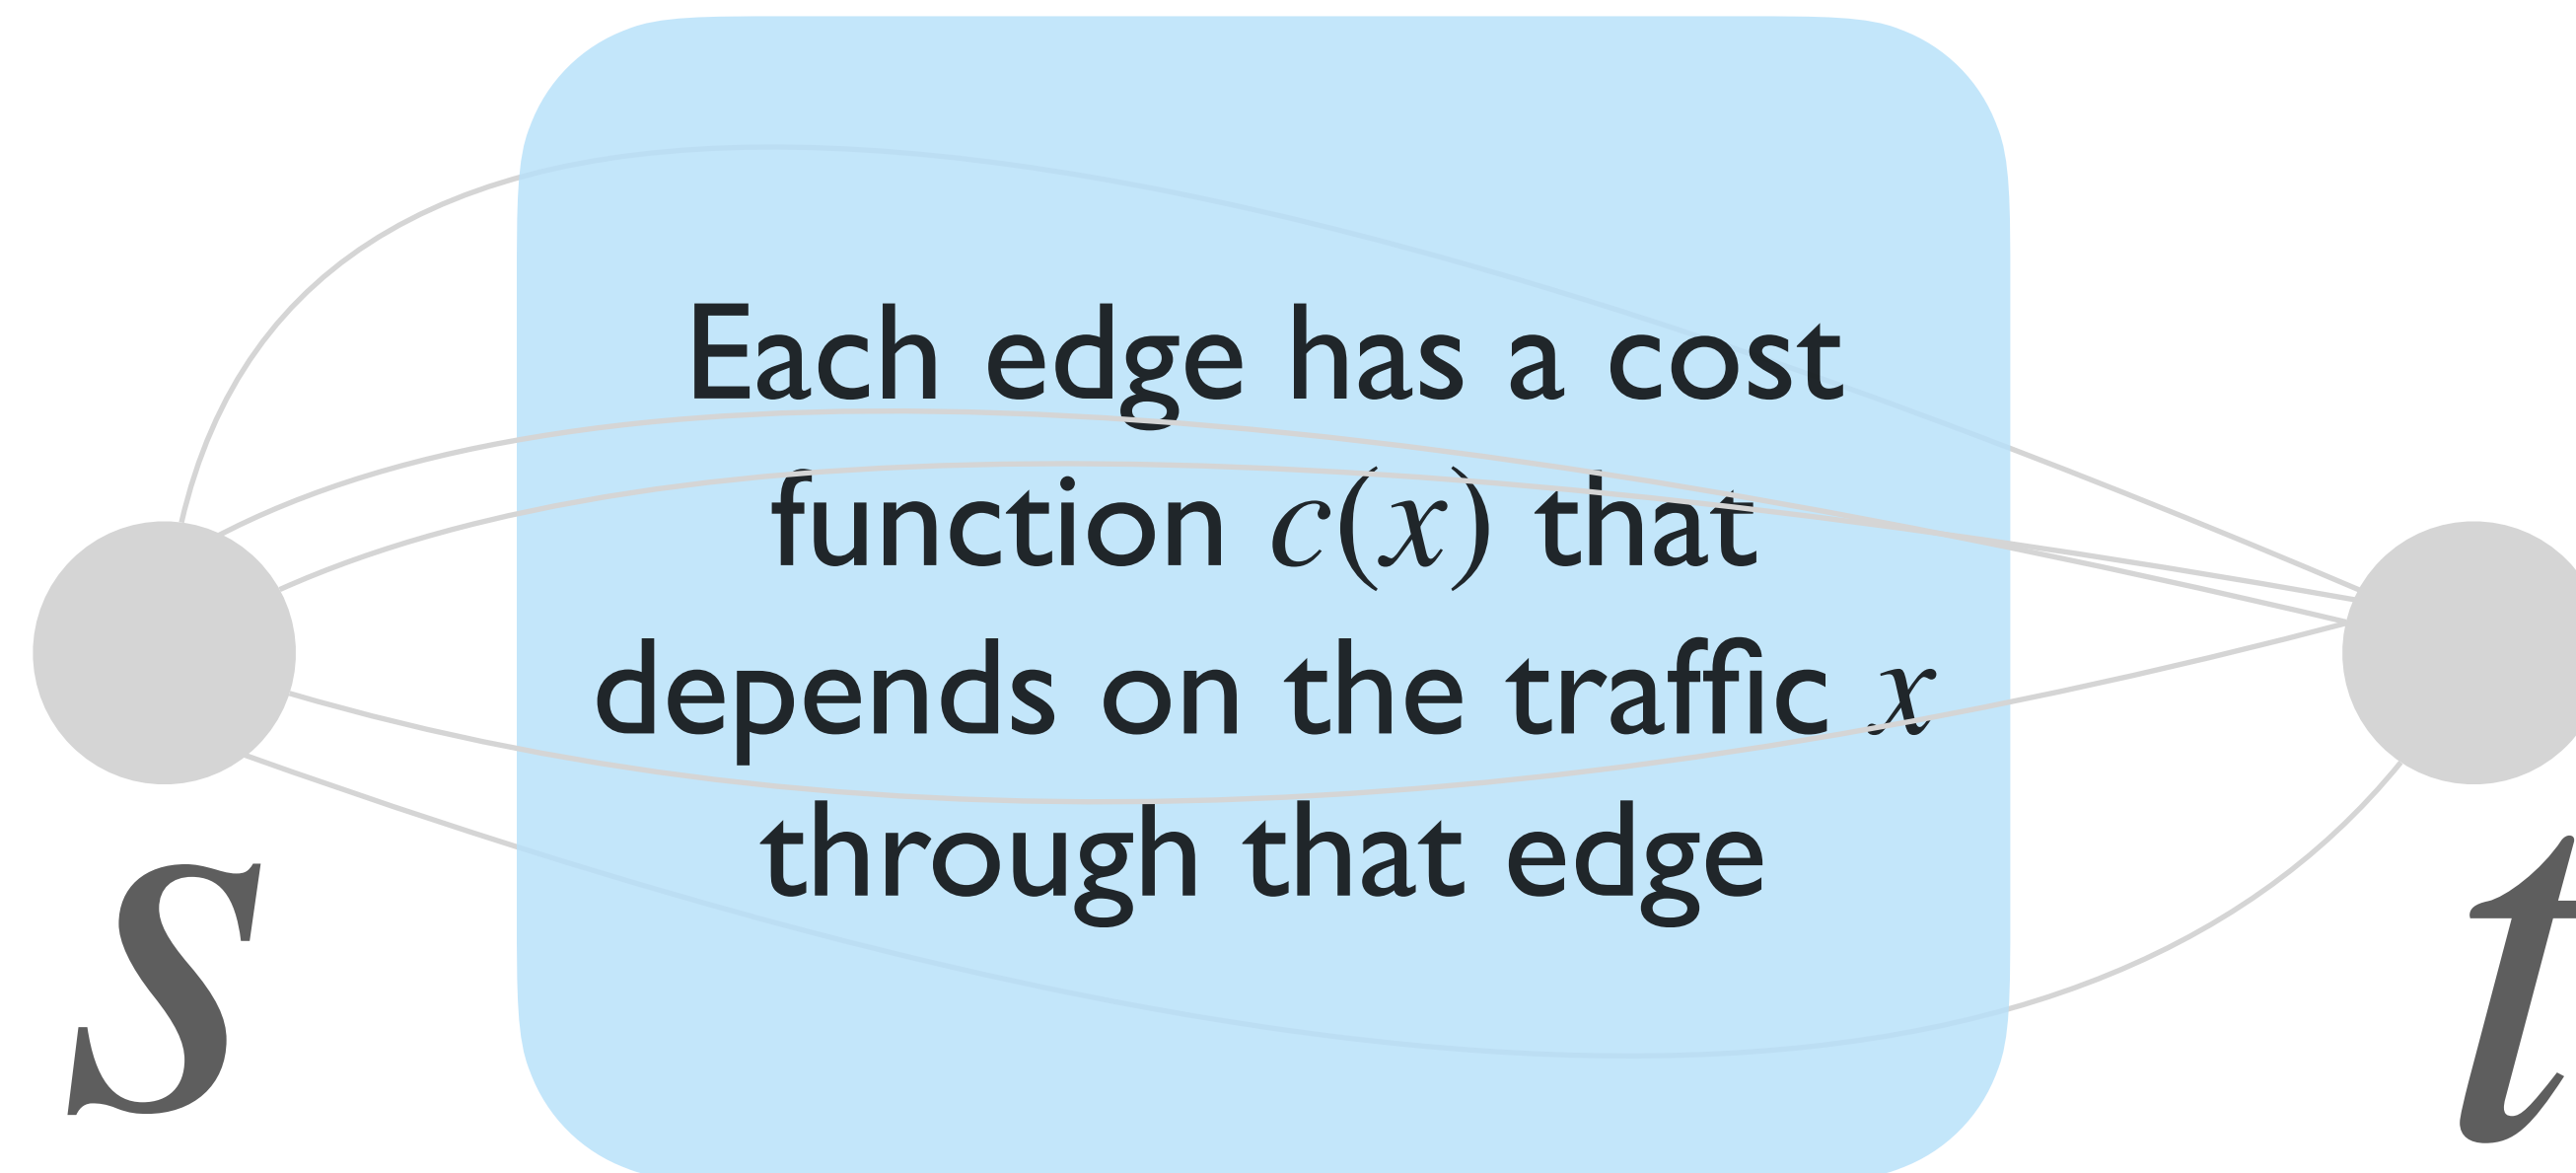 Each edge has a cost
function c(x) that
depends on the traffic x
through that edge
s
t